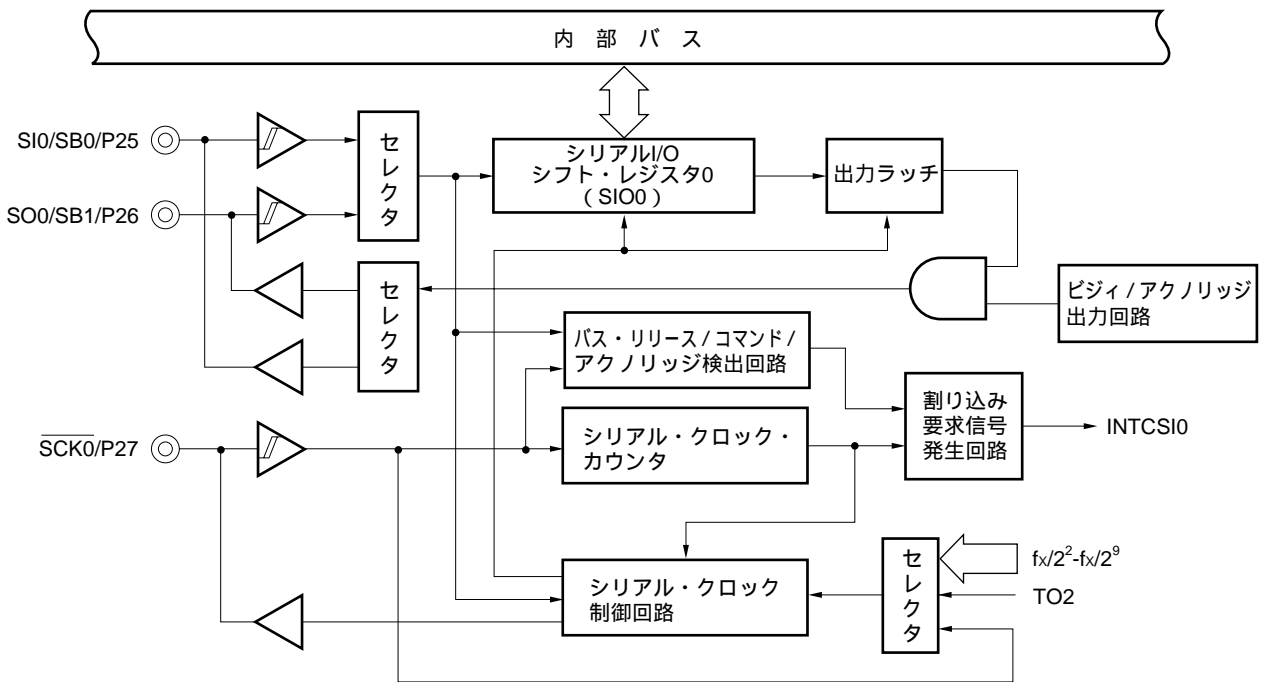 内部バス
SI0/SB0/P25
SO0/SB1/P26
セレクタ
シリアルI/O
シフト・レジスタ0
(SIO0)
出力ラッチ
セレクタ
ビジィ/アクノリッジ
出力回路
バス・リリース/コマンド/
アクノリッジ検出回路
SCK0/P27
シリアル・クロック・
カウンタ
割り込み
要求信号
発生回路
INTCSI0
シリアル・クロック
制御回路
セレクタ
fx/2²-fx/2⁹
TO2